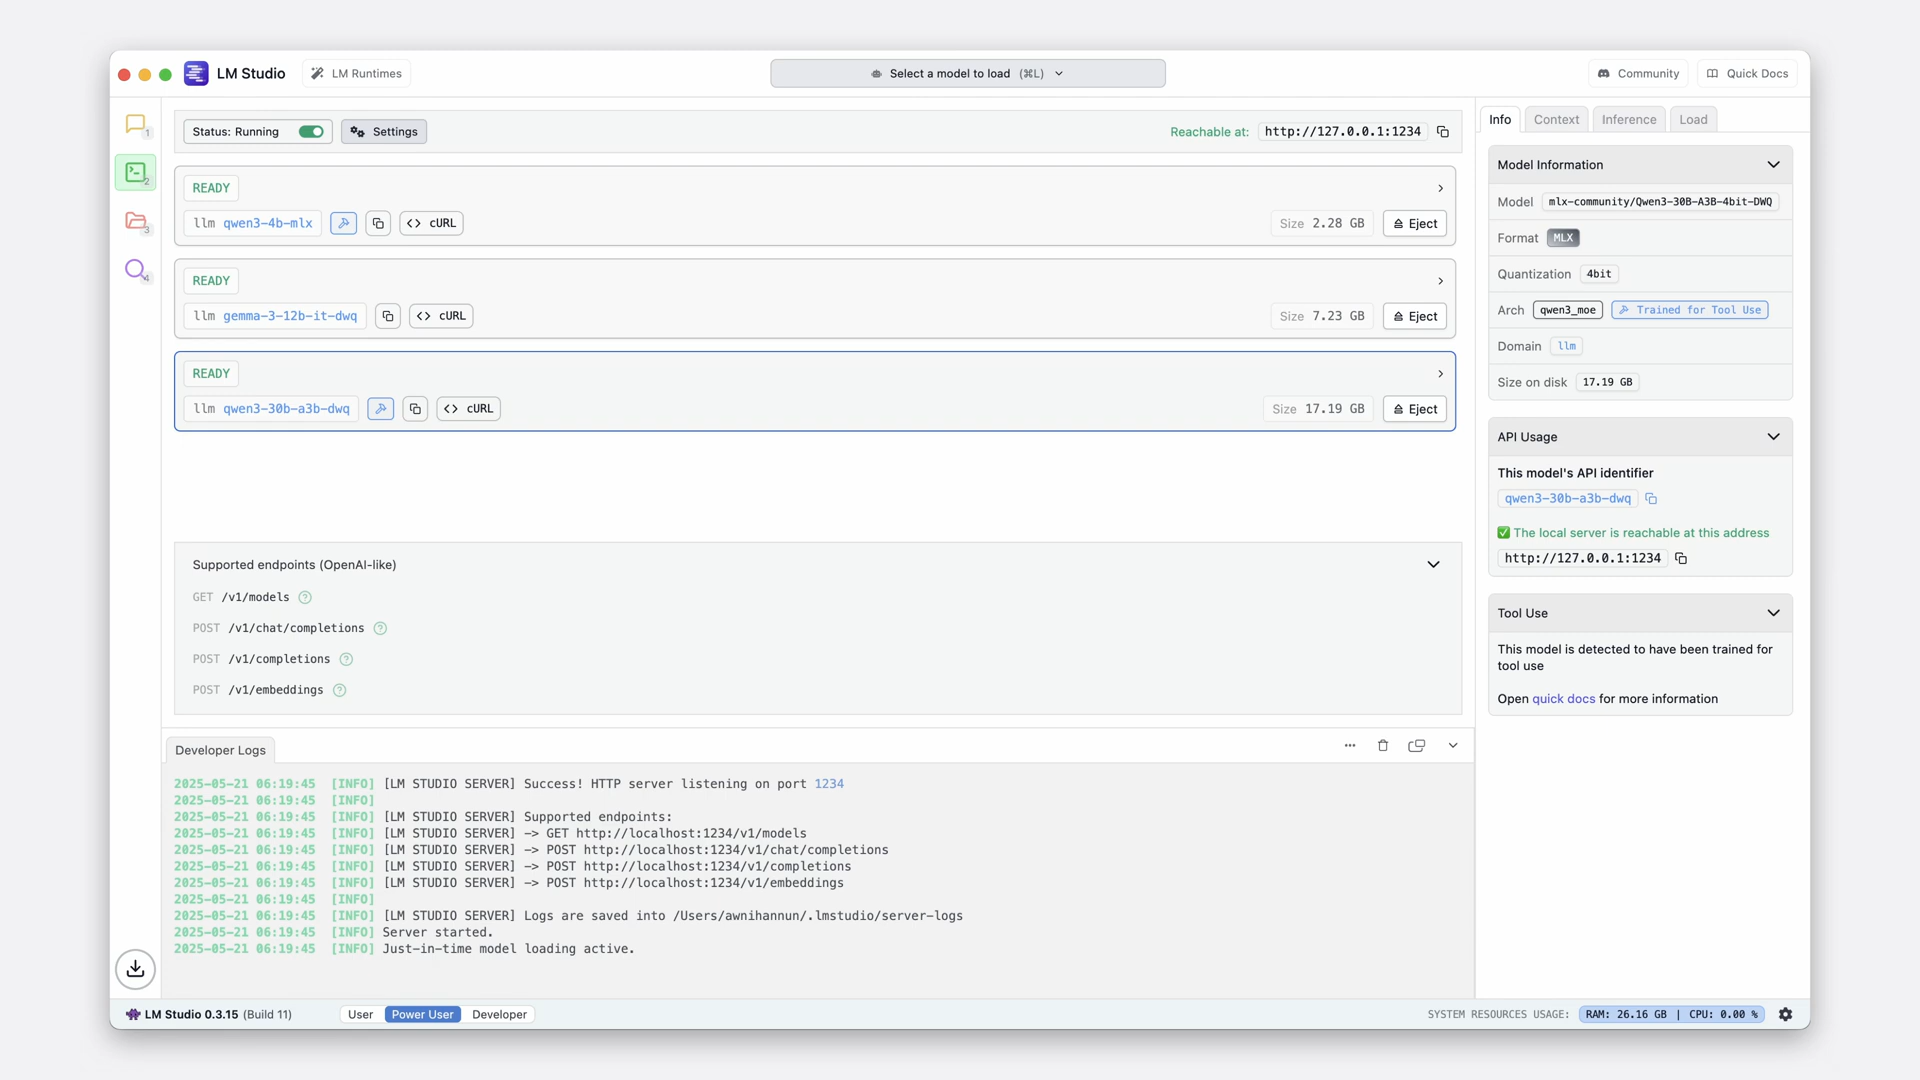 LM Studio
LM Runtimes
Select a model to load (⌘L)
Community
Quick Docs
1
2
3
4
Status: Running
Settings
Reachable at: http://127.0.0.1:1234
READY
llm qwen3-4b-mlx
<> cURL
Size 2.28 GB
Eject
READY
llm gemma-3-12b-it-dwq
<> cURL
Size 7.23 GB
Eject
READY
llm qwen3-30b-a3b-dwq
<> cURL
Size 17.19 GB
Eject
Supported endpoints (OpenAI-like)
GET /v1/models ?
POST /v1/chat/completions ?
POST /v1/completions ?
POST /v1/embeddings ?
Developer Logs
2025-05-21 06:19:45 [INFO] [LM STUDIO SERVER] Success! HTTP server listening on port 1234
2025-05-21 06:19:45 [INFO]
2025-05-21 06:19:45 [INFO] [LM STUDIO SERVER] Supported endpoints:
2025-05-21 06:19:45 [INFO] [LM STUDIO SERVER] -> GET http://localhost:1234/v1/models
2025-05-21 06:19:45 [INFO] [LM STUDIO SERVER] -> POST http://localhost:1234/v1/chat/completions
2025-05-21 06:19:45 [INFO] [LM STUDIO SERVER] -> POST http://localhost:1234/v1/completions
2025-05-21 06:19:45 [INFO] [LM STUDIO SERVER] -> POST http://localhost:1234/v1/embeddings
2025-05-21 06:19:45 [INFO]
2025-05-21 06:19:45 [INFO] [LM STUDIO SERVER] Logs are saved into /Users/awnihannun/.lmstudio/server-logs
2025-05-21 06:19:45 [INFO] Server started.
2025-05-21 06:19:45 [INFO] Just-in-time model loading active.
Info
Context
Inference
Load
Model Information
Model mlx-community/Qwen3-30B-A3B-4bit-DWQ
Format MLX
Quantization 4bit
Arch qwen3_moe Trained for Tool Use
Domain llm
Size on disk 17.19 GB
API Usage
This model's API identifier
qwen3-30b-a3b-dwq
✅ The local server is reachable at this address
http://127.0.0.1:1234
Tool Use
This model is detected to have been trained for
tool use
Open quick docs for more information
LM Studio 0.3.15 (Build 11)
User
Power User
Developer
SYSTEM RESOURCES USAGE: RAM: 26.16 GB | CPU: 0.00 %